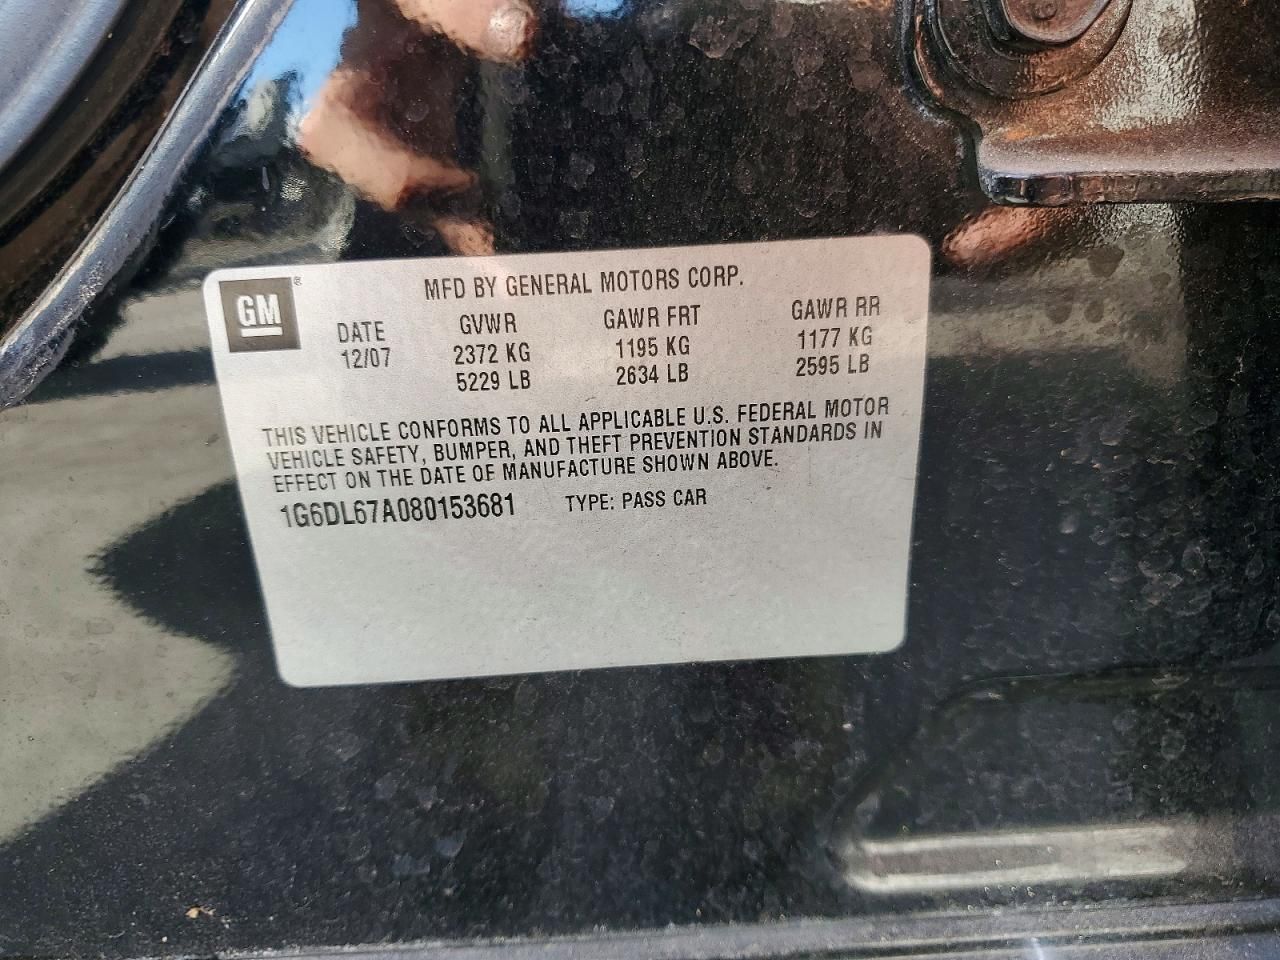 GM®
MFD BY GENERAL MOTORS CORP.
DATE GVWR GAWR FRT GAWR RR
12/07 2372 KG 1195 KG 1177 KG
5229 LB 2634 LB 2595 LB
THIS VEHICLE CONFORMS TO ALL APPLICABLE U.S. FEDERAL MOTOR
VEHICLE SAFETY, BUMPER, AND THEFT PREVENTION STANDARDS IN
EFFECT ON THE DATE OF MANUFACTURE SHOWN ABOVE.
1G6DL67A080153681 TYPE: PASS CAR